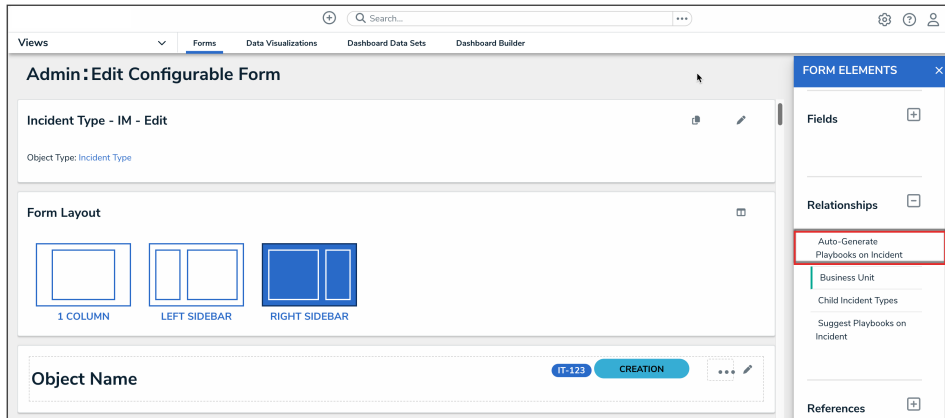 Search...
Views
Forms
Data Visualizations
Dashboard Data Sets
Dashboard Builder
Admin:Edit Configurable Form
Incident Type - IM - Edit
Object Type: Incident Type
Form Layout
1 COLUMN
LEFT SIDEBAR
RIGHT SIDEBAR
Object Name
IT-123
CREATION
FORM ELEMENTS
Fields
Relationships
Auto-Generate
Playbooks on Incident
Business Unit
Child Incident Types
Suggest Playbooks on
Incident
References